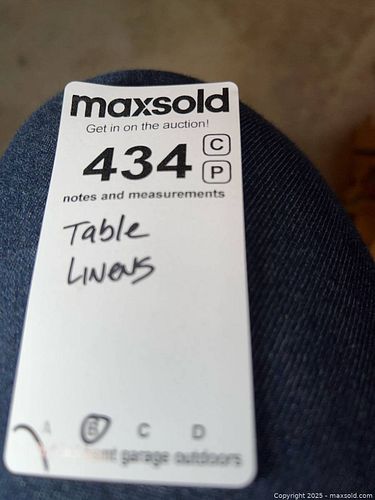 maxsold
Get in on the auction!
434 C
P
notes and measurements
Table
Linens
A B C D
garage outdoors
Copyright 2025 - maxsold.com